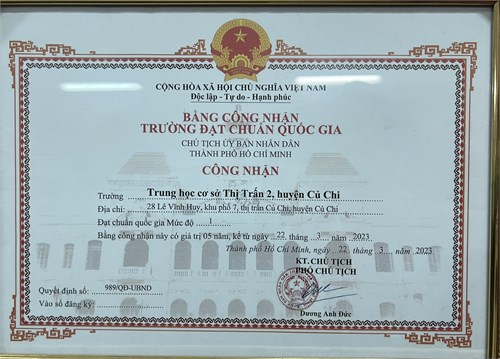 CỘNG HÒA XÃ HỘI CHỦ NGHĨA VIỆT NAM
Độc lập - Tự do - Hạnh phúc
BẰNG CÔNG NHẬN
TRƯỜNG ĐẠT CHUẨN QUỐC GIA
CHỦ TỊCH ỦY BAN NHÂN DÂN
THÀNH PHỐ HỒ CHÍ MINH
CÔNG NHẬN
Trường Trung học cơ sở Thị Trấn 2, huyện Củ Chi
Địa chỉ: 28 Lê Vĩnh Huy, khu phố 7, thị trấn Củ Chi, huyện Củ Chi
Đạt chuẩn quốc gia Mức độ 1
Bằng công nhận này có giá trị 05 năm, kể từ ngày 22 tháng 3 năm 2023
Thành phố Hồ Chí Minh, ngày 22 tháng 3 năm 2023
KT. CHỦ TỊCH
PHÓ CHỦ TỊCH
Quyết định số: 989/QĐ-UBND
Vào sổ đăng ký:
Dương Anh Đức